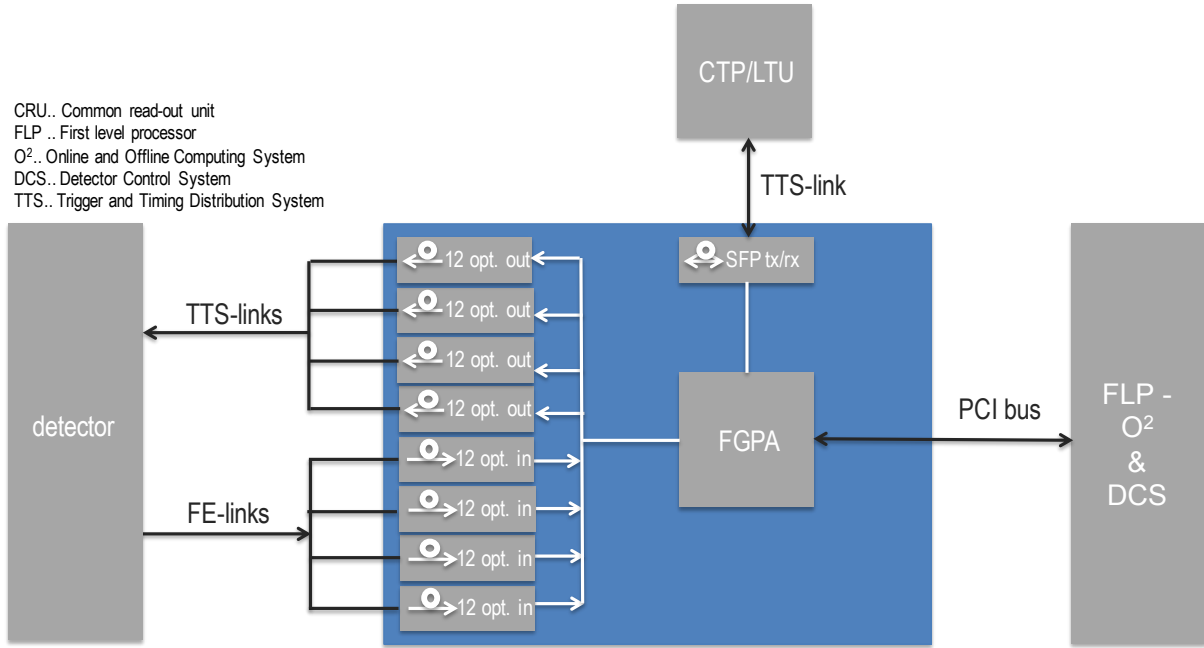 CTP/LTU
CRU.. Common read-out unit
FLP .. First level processor
O².. Online and Offline Computing System
DCS.. Detector Control System
TTS.. Trigger and Timing Distribution System
TTS-link
12 opt. out
SFP tx/rx
12 opt. out
TTS-links
12 opt. out
12 opt. out
detector
FGPA
PCI bus
FLP -
O²
&
DCS
12 opt. in
FE-links
12 opt. in
12 opt. in
12 opt. in